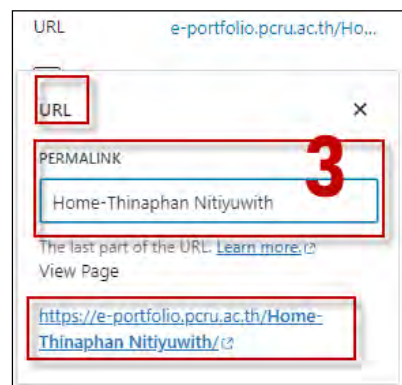 URL e-portfolio.pcru.ac.th/Ho...
URL
PERMALINK
3
Home-Thinaphan Nitiyuwith
The last part of the URL. Learn more.
View Page
https://e-portfolio.pcru.ac.th/Home-
Thinaphan Nitiyuwith/